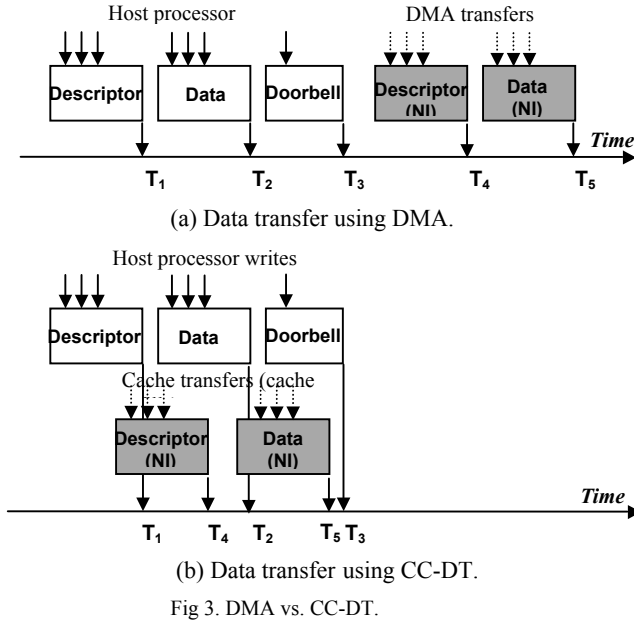 Host processor
DMA transfers
Descriptor Data Doorbell Descriptor (NI) Data (NI)
Time
T1 T2 T3 T4 T5
(a) Data transfer using DMA.
Host processor writes
Descriptor Data Doorbell
Cache transfers (cache
Descriptor (NI) Data (NI)
Time
T1 T4 T2 T5 T3
(b) Data transfer using CC-DT.
Fig 3. DMA vs. CC-DT.